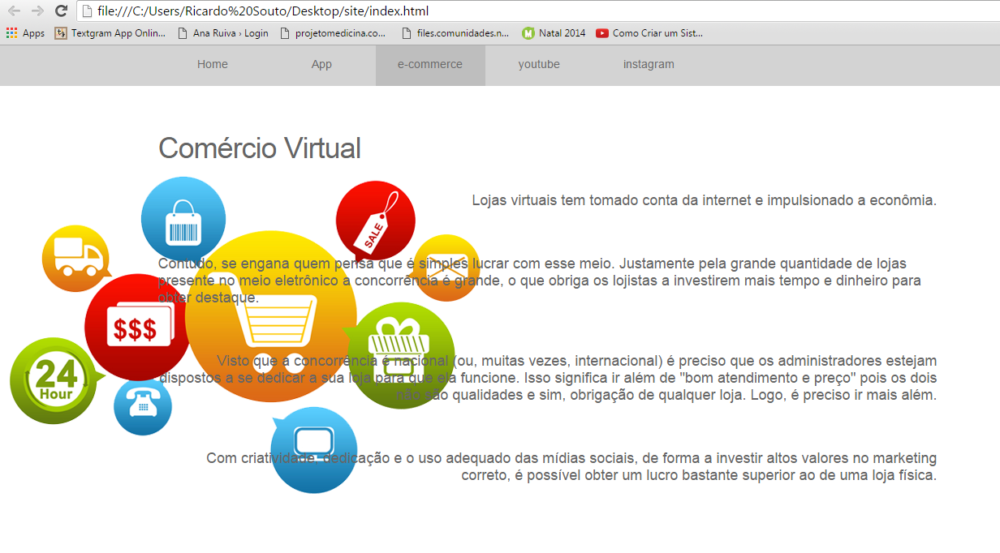 file:///C:/Users/Ricardo%20Souto/Desktop/site/index.html
Apps Textgram App Onlin... Ana Ruiva › Login projetomedicina.co... files.comunidades.n... Natal 2014 Como Criar um Sist...
Home App e-commerce youtube instagram
Comércio Virtual
Lojas virtuais tem tomado conta da internet e impulsionado a econômia.
SALE
Contudo, se engana quem pensa que é simples lucrar com esse meio. Justamente pela grande quantidade de lojas
presente no meio eletrônico a concorrência é grande, o que obriga os lojistas a investirem mais tempo e dinheiro para
obter destaque.
$$$
Visto que a concorrência é nacional (ou, muitas vezes, internacional) é preciso que os administradores estejam
dispostos a se dedicar a sua loja para que ela funcione. Isso significa ir além de "bom atendimento e preço" pois os dois
não são qualidades e sim, obrigação de qualquer loja. Logo, é preciso ir mais além.
24
Hour
Com criatividade, dedicação e o uso adequado das mídias sociais, de forma a investir altos valores no marketing
correto, é possível obter um lucro bastante superior ao de uma loja física.